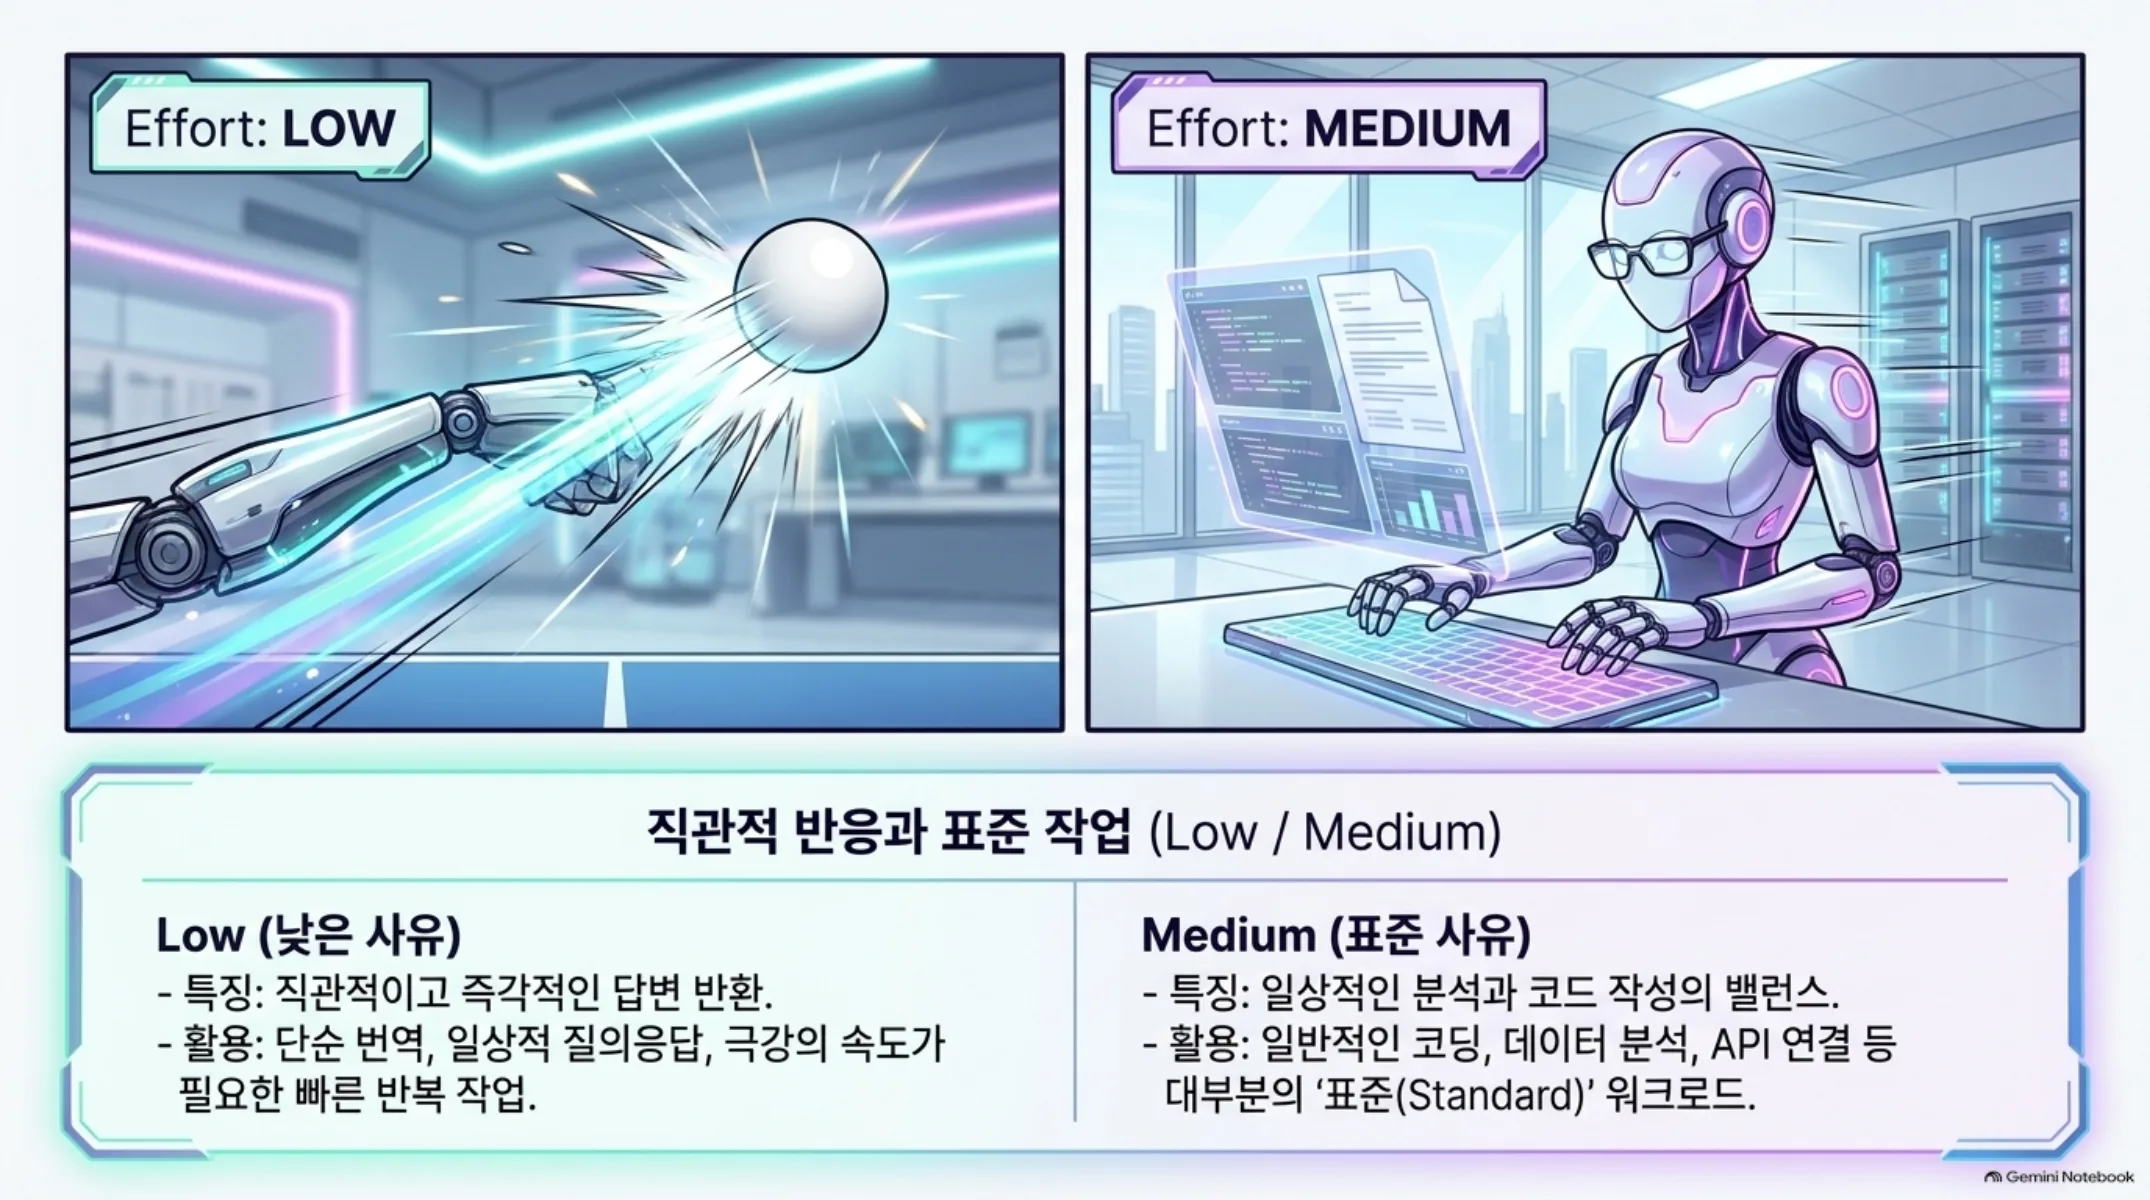 Effort: LOW
Effort: MEDIUM
직관적 반응과 표준 작업 (Low / Medium)
Low (낮은 사유)
- 특징: 직관적이고 즉각적인 답변 반환.
- 활용: 단순 번역, 일상적 질의응답, 극강의 속도가
필요한 빠른 반복 작업.
Medium (표준 사유)
- 특징: 일상적인 분석과 코드 작성의 밸런스.
- 활용: 일반적인 코딩, 데이터 분석, API 연결 등
대부분의 ‘표준(Standard)’ 워크로드.
Gemini Notebook